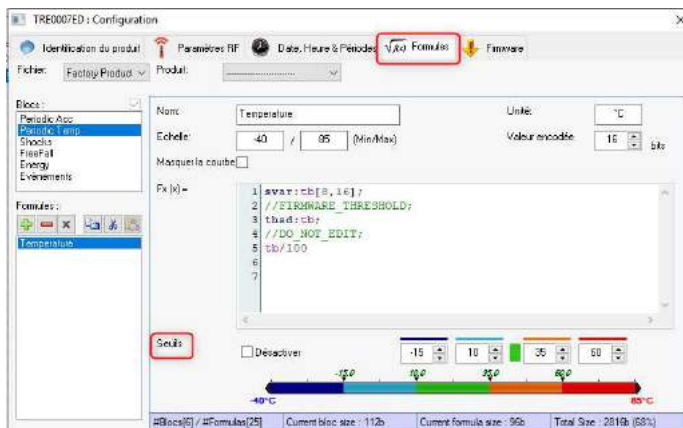 TRE0007ED : Configuration
Identification du produit
Paramètres RF
Date, Heure & Périodes
√f(x) Formules
Firmware
Fichier:
Factory Product
Produit:
------------------------
Blocs :
Periodic Acc
Periodic Temp
Shocks
FreeFall
Energy
Evènements
Formules :
Temperature
Nom:
Temperature
Unité:
°C
Echelle:
-40 / 85 (Min/Max)
Valeur encodée
16 bits
Masquer la courbe
Fx (x) =
1 svar:tb[8,16];
2 //FIRMWARE_THRESHOLD;
3 thsd:tb;
4 //DO_NOT_EDIT;
5 tb/100
6
7
Seuils
Désactiver
-15 10 35 60
-15,0 10,0 35,0 60,0
-40°C 85°C
#Blocs[6] / #Formulas[25]
Current bloc size : 112b
Current formula size : 96b
Total Size : 2816b (68%)